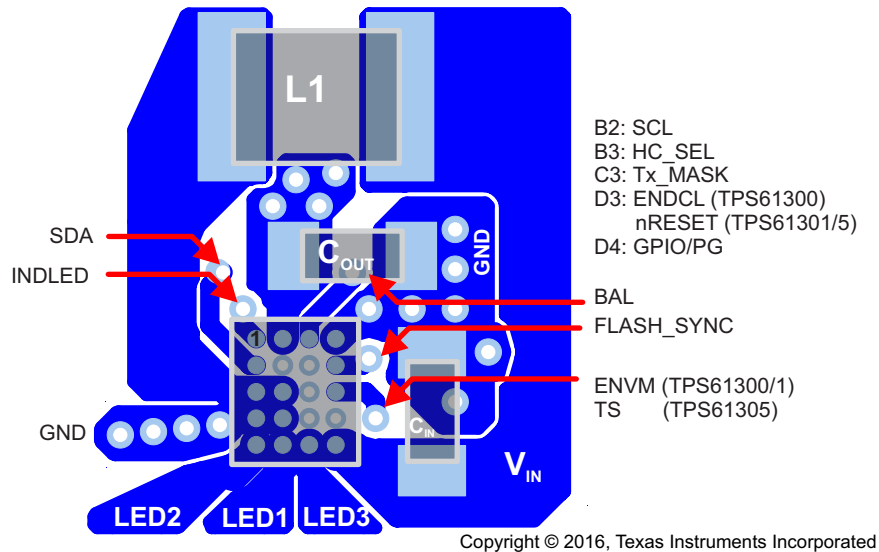 L1
B2: SCL
B3: HC_SEL
C3: Tx_MASK
D3: ENDCL (TPS61300)
nRESET (TPS61301/5)
D4: GPIO/PG
SDA
INDLED
COUT
GND
BAL
FLASH_SYNC
1
ENVM (TPS61300/1)
TS (TPS61305)
GND
CIN
VIN
LED2
LED1
LED3
Copyright © 2016, Texas Instruments Incorporated